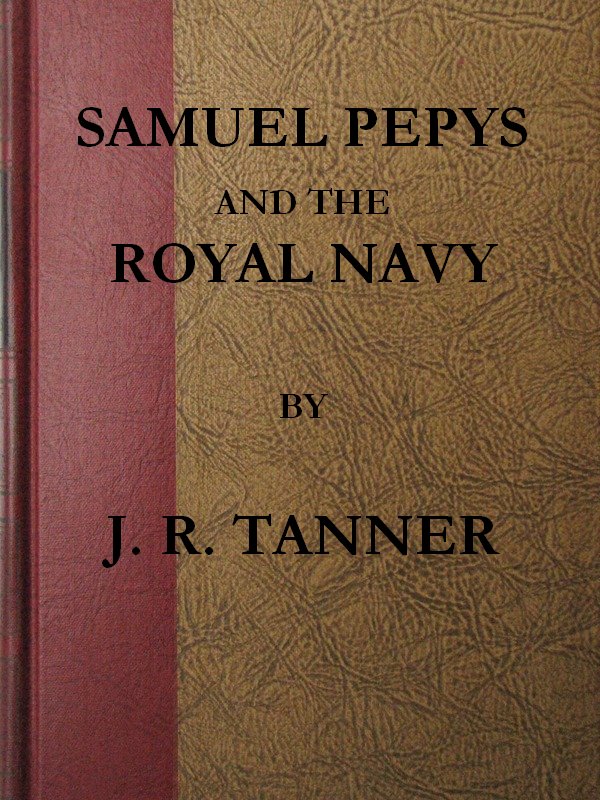 SAMUEL PEPYS
AND THE
ROYAL NAVY
BY
J. R. TANNER